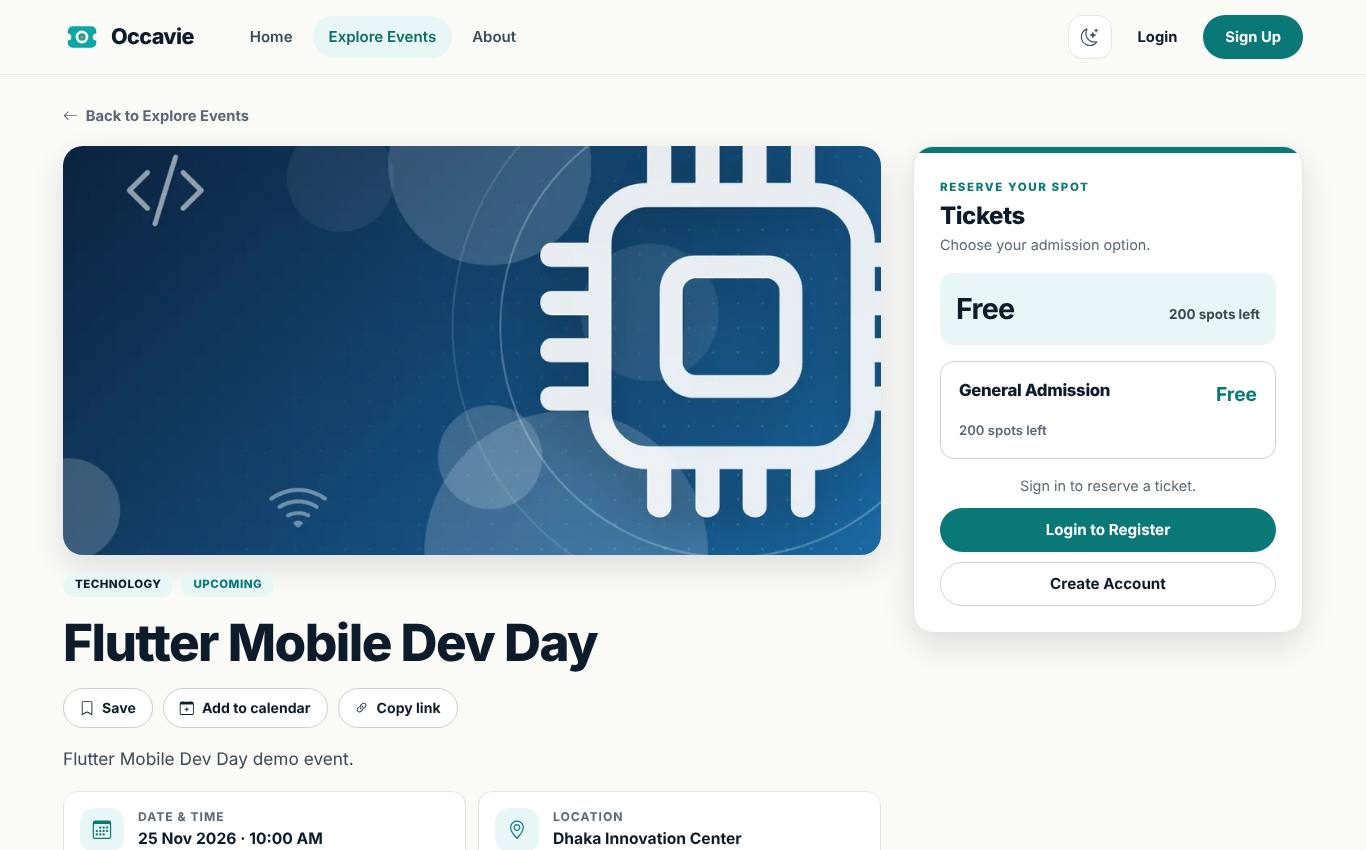 Occavie
Home
Explore Events
About
Login
Sign Up
Back to Explore Events
TECHNOLOGY
UPCOMING
Flutter Mobile Dev Day
Save
Add to calendar
Copy link
Flutter Mobile Dev Day demo event.
DATE & TIME
25 Nov 2026 · 10:00 AM
LOCATION
Dhaka Innovation Center
RESERVE YOUR SPOT
Tickets
Choose your admission option.
Free
200 spots left
General Admission
Free
200 spots left
Sign in to reserve a ticket.
Login to Register
Create Account